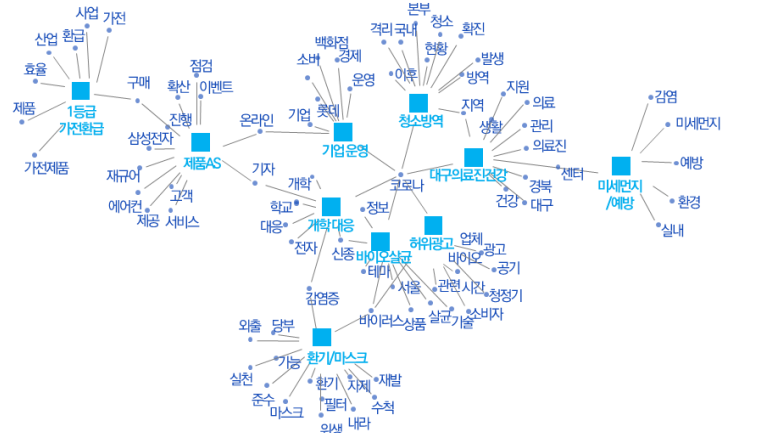 사업
가전
산업
환급
효율
제품
1등급
가전환급
가전제품
구매
점검
확산
이벤트
진행
삼성전자
제품AS
재규어
에어컨
제공
고객
서비스
온라인
기자
백화점
소비
경제
운영
롯데
기업
기업 운영
본부
격리
국내
청소
확진
현황
이후
발생
방역
청소방역
지역
지원
의료
생활
관리
의료진
대구의료진건강
센터
경북
건강
대구
코로나
감염
미세먼지
예방
미세먼지
/예방
환경
실내
개학
학교
개학 대응
대응
전자
신종
정보
바이오살균
테마
서울
허위광고
업체
광고
바이오
공기
관련
시간
청정기
살균
기술
소비자
상품
바이러스
감염증
외출
당부
환기/마스크
가능
실천
준수
마스크
환기
자제
재발
필터
수척
위생
내라